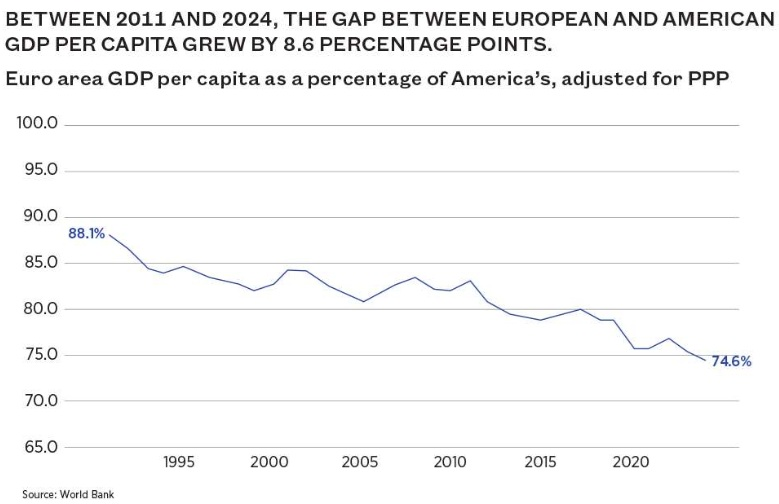 BETWEEN 2011 AND 2024, THE GAP BETWEEN EUROPEAN AND AMERICAN
GDP PER CAPITA GREW BY 8.6 PERCENTAGE POINTS.
Euro area GDP per capita as a percentage of America's, adjusted for PPP
100.0
95.0
90.0
88.1%
85.0
80.0
75.0
74.6%
70.0
65.0
1995 2000 2005 2010 2015 2020
Source: World Bank